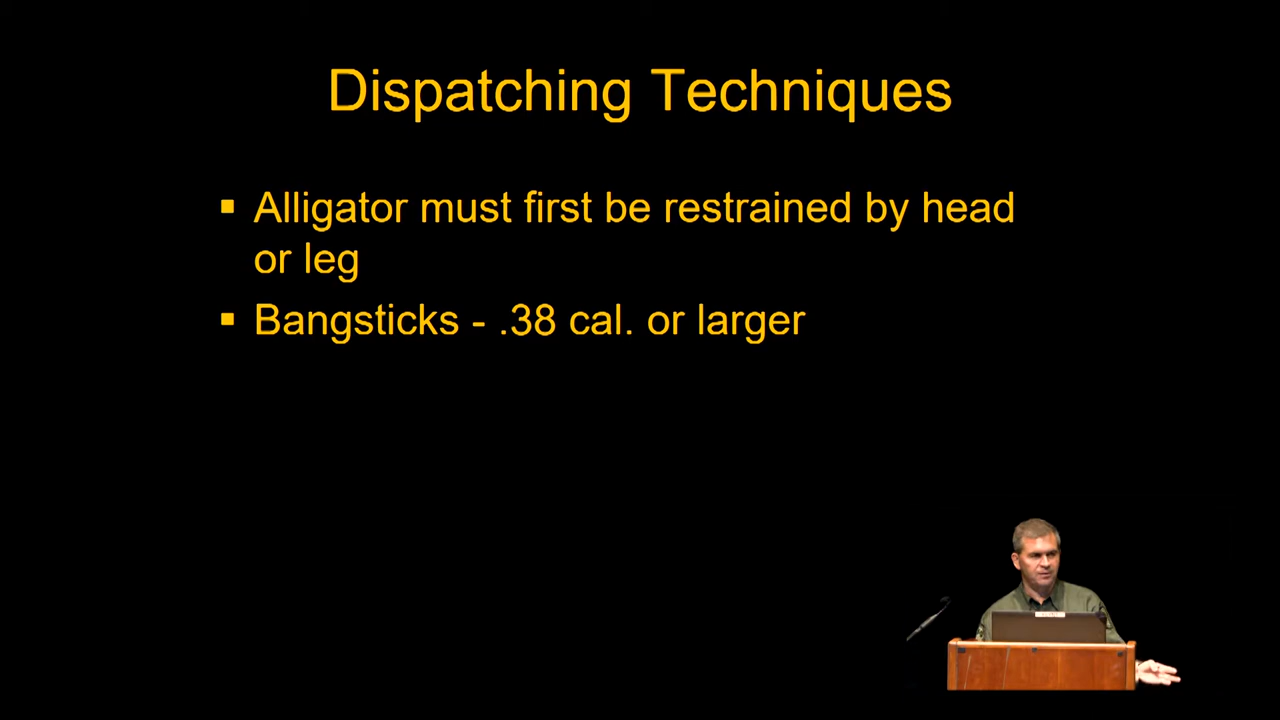 Dispatching Techniques
▪ Alligator must first be restrained by head
or leg
▪ Bangsticks - .38 cal. or larger